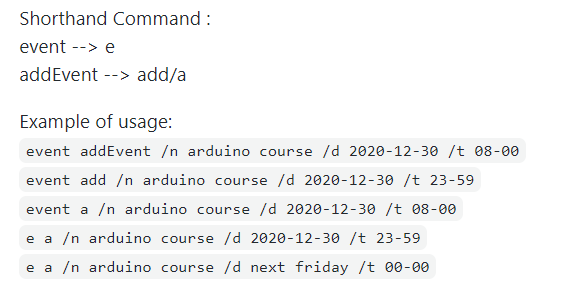 Shorthand Command :
event --> e
addEvent --> add/a
Example of usage:
event addEvent /n arduino course /d 2020-12-30 /t 08-00
event add /n arduino course /d 2020-12-30 /t 23-59
event a /n arduino course /d 2020-12-30 /t 08-00
e a /n arduino course /d 2020-12-30 /t 23-59
e a /n arduino course /d next friday /t 00-00